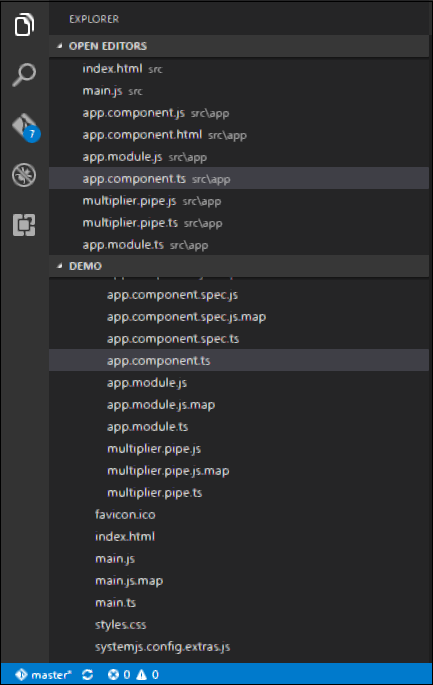 EXPLORER
OPEN EDITORS
index.html src
main.js src
app.component.js src\app
app.component.html src\app
app.module.js src\app
7
app.component.ts src\app
multiplier.pipe.js src\app
multiplier.pipe.ts src\app
app.module.ts src\app
DEMO
app.component.spec.js
app.component.spec.js.map
app.component.spec.ts
app.component.ts
app.module.js
app.module.js.map
app.module.ts
multiplier.pipe.js
multiplier.pipe.js.map
multiplier.pipe.ts
favicon.ico
index.html
main.js
main.js.map
main.ts
styles.css
systemjs.config.extras.js
master* 0 0